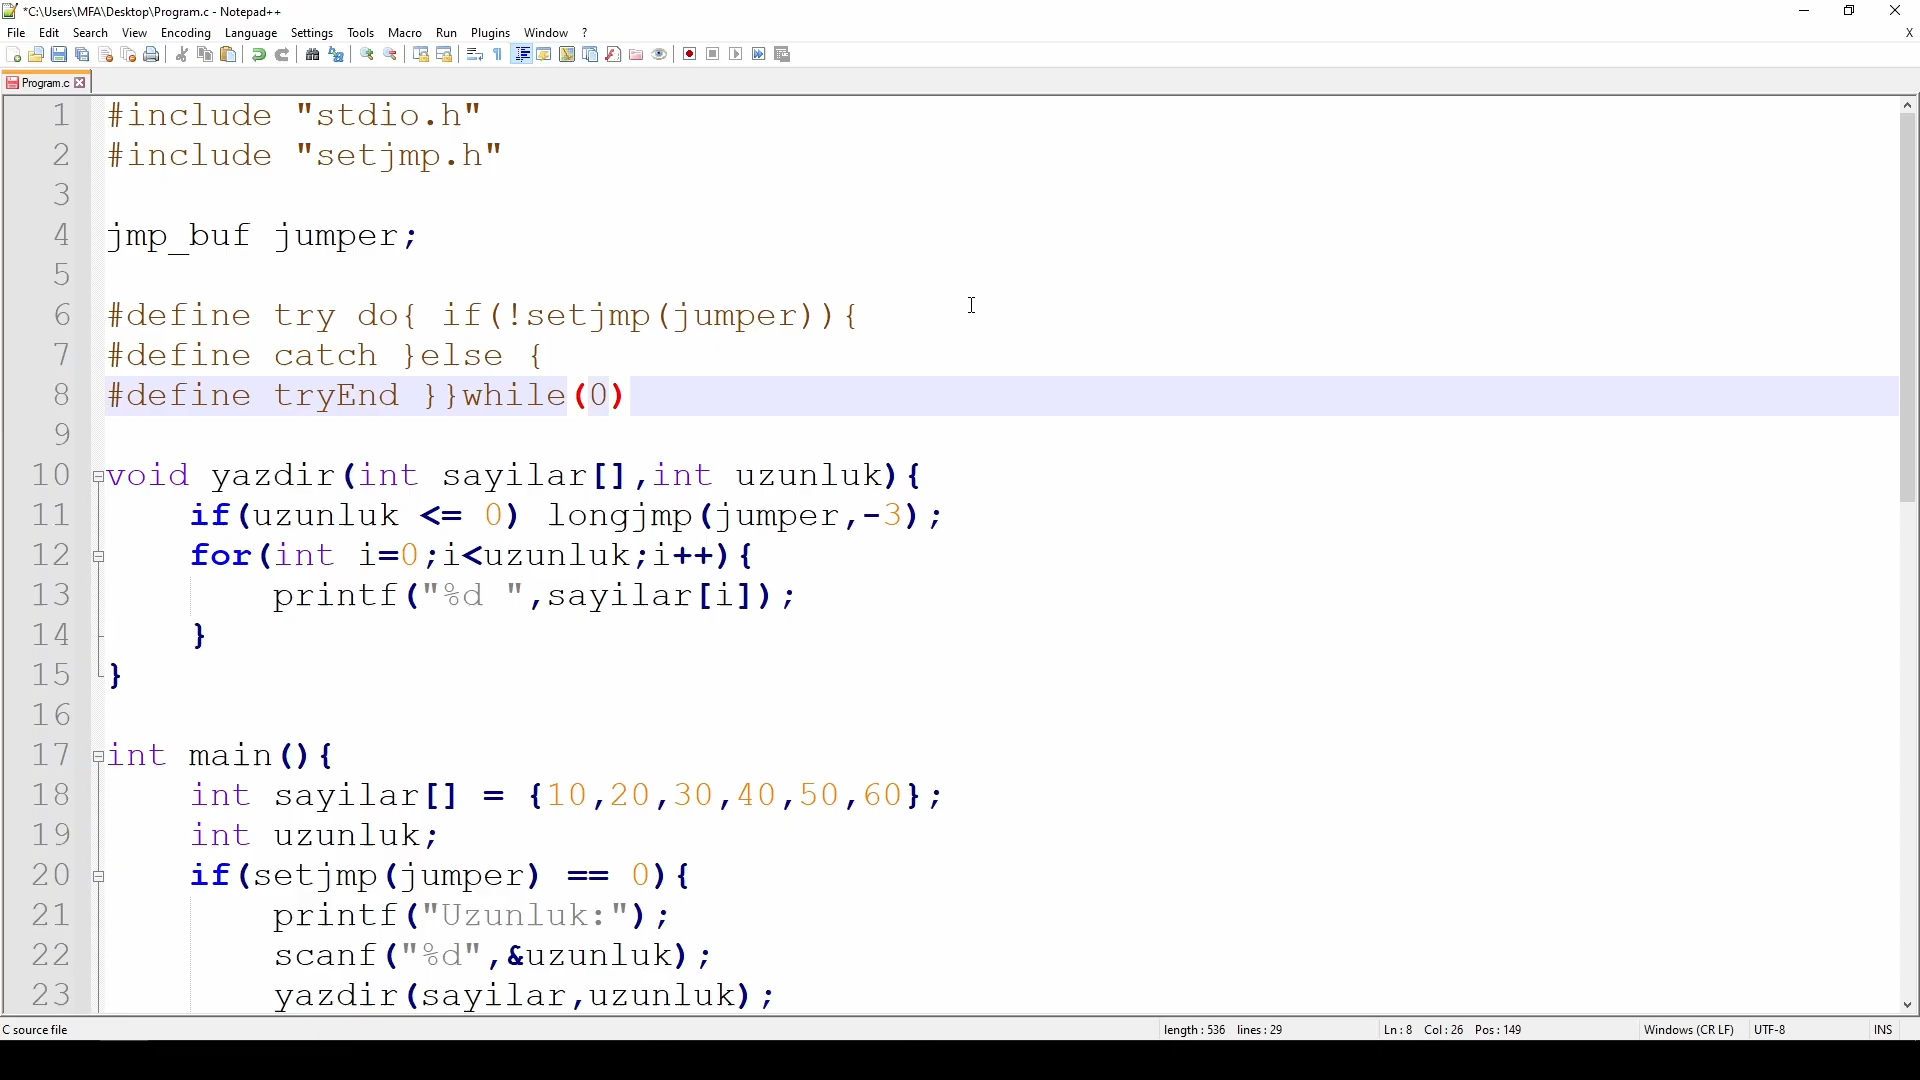 *C:\Users\MFA\Desktop\Program.c - Notepad++
File Edit Search View Encoding Language Settings Tools Macro Run Plugins Window ? X
Program.c
1 #include "stdio.h"
2 #include "setjmp.h"
3
4 jmp_buf jumper;
5
6 #define try do{ if(!setjmp(jumper)){
7 #define catch }else {
8 #define tryEnd }}while(0)
9
10 void yazdir(int sayilar[],int uzunluk){
11     if(uzunluk <= 0) longjmp(jumper,-3);
12     for(int i=0;i<uzunluk;i++){
13         printf("%d ",sayilar[i]);
14     }
15 }
16
17 int main(){
18     int sayilar[] = {10,20,30,40,50,60};
19     int uzunluk;
20     if(setjmp(jumper) == 0){
21         printf("Uzunluk:");
22         scanf("%d",&uzunluk);
23         yazdir(sayilar,uzunluk);
C source file length : 536 lines : 29 Ln : 8 Col : 26 Pos : 149 Windows (CR LF) UTF-8 INS